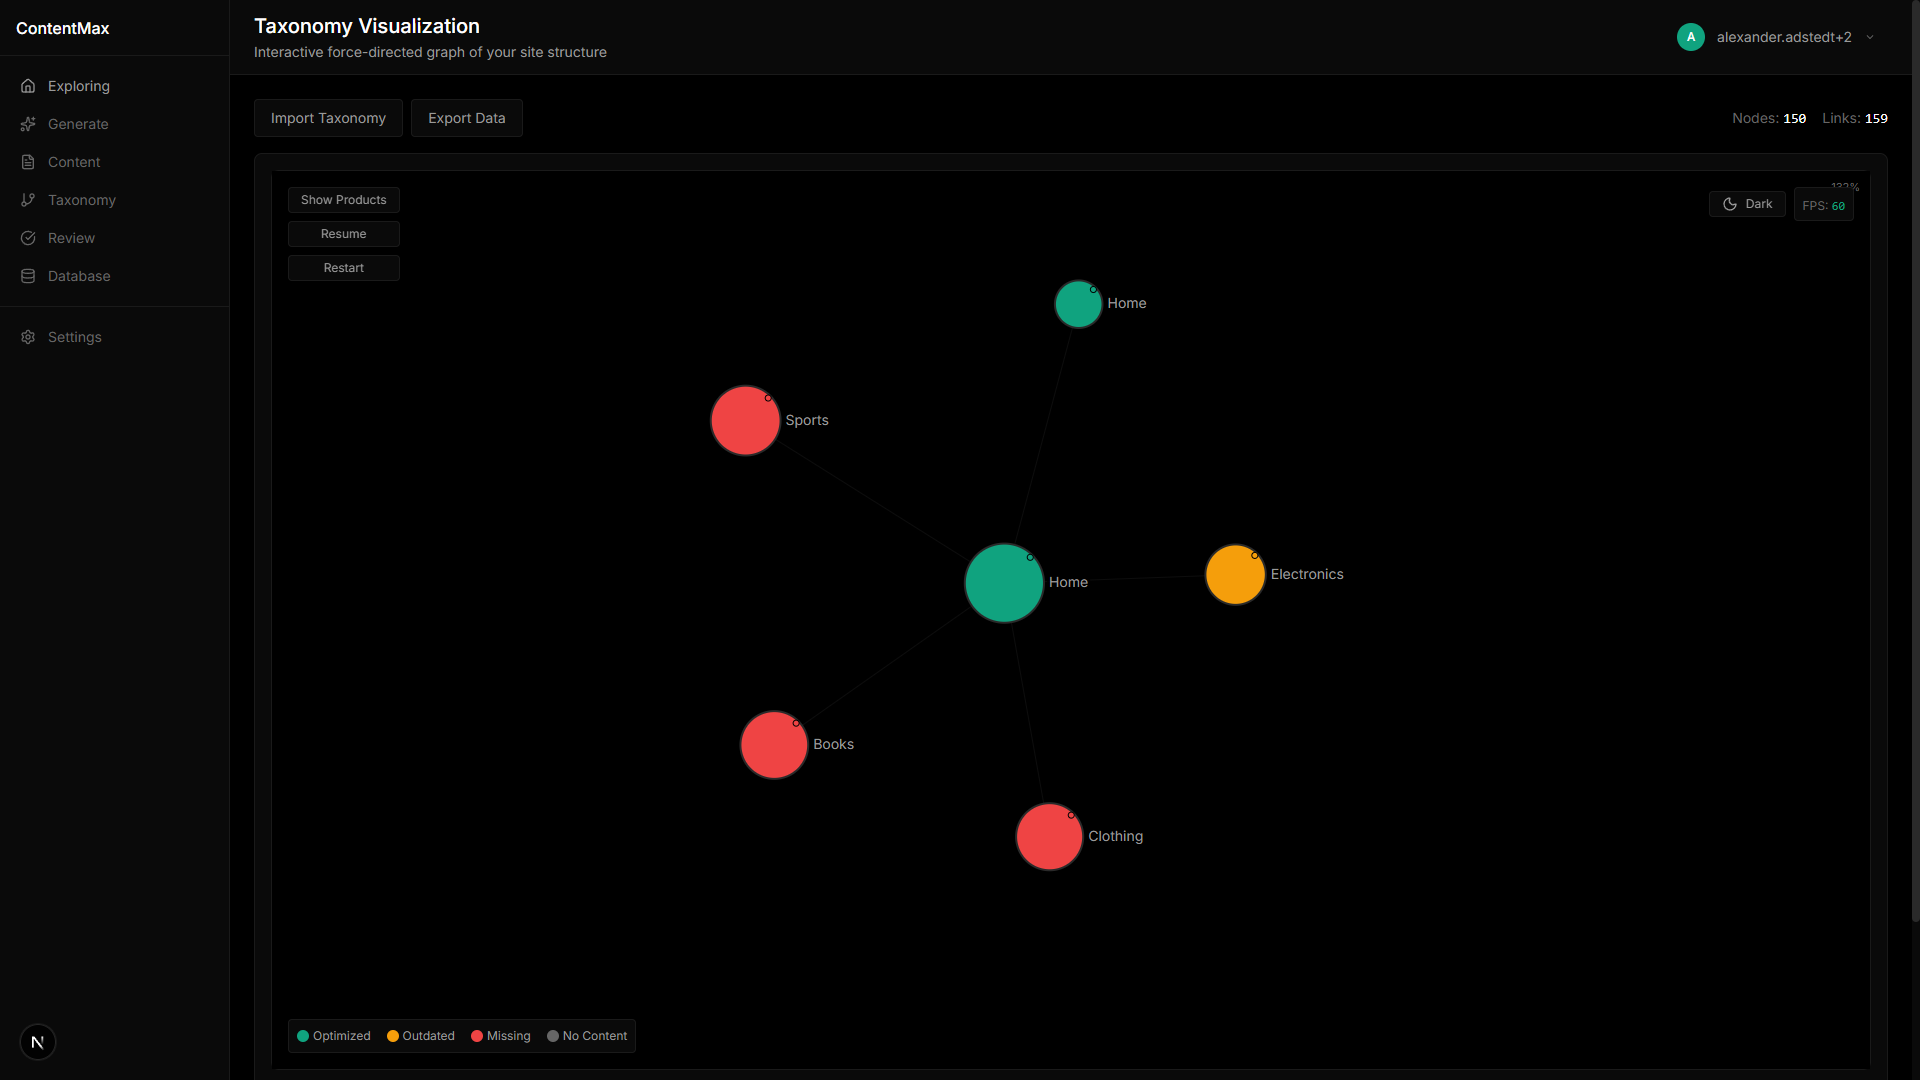 ContentMax
Exploring
Generate
Content
Taxonomy
Review
Database
Settings
N
Taxonomy Visualization
Interactive force-directed graph of your site structure
A
alexander.adstedt+2
Import Taxonomy
Export Data
Nodes: 150
Links: 159
Show Products
Resume
Restart
132%
Dark
FPS: 60
Home
Sports
Home
Electronics
Books
Clothing
Optimized
Outdated
Missing
No Content